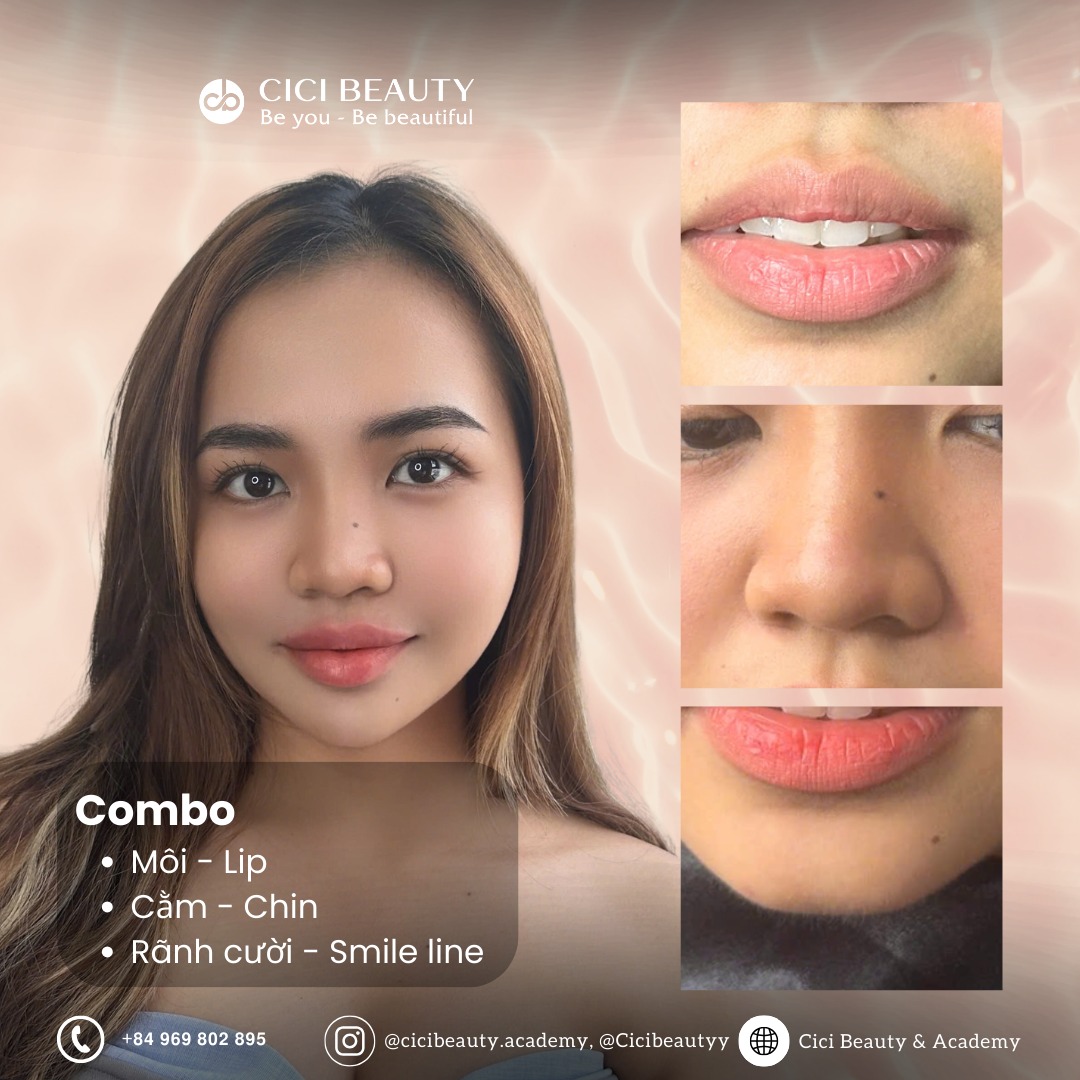 CICI BEAUTY
Be you - Be beautiful
Combo
• Môi - Lip
• Cằm - Chin
• Rãnh cười - Smile line
+84 969 802 895
@cicibeauty.academy, @Cicibeautyy
Cici Beauty & Academy